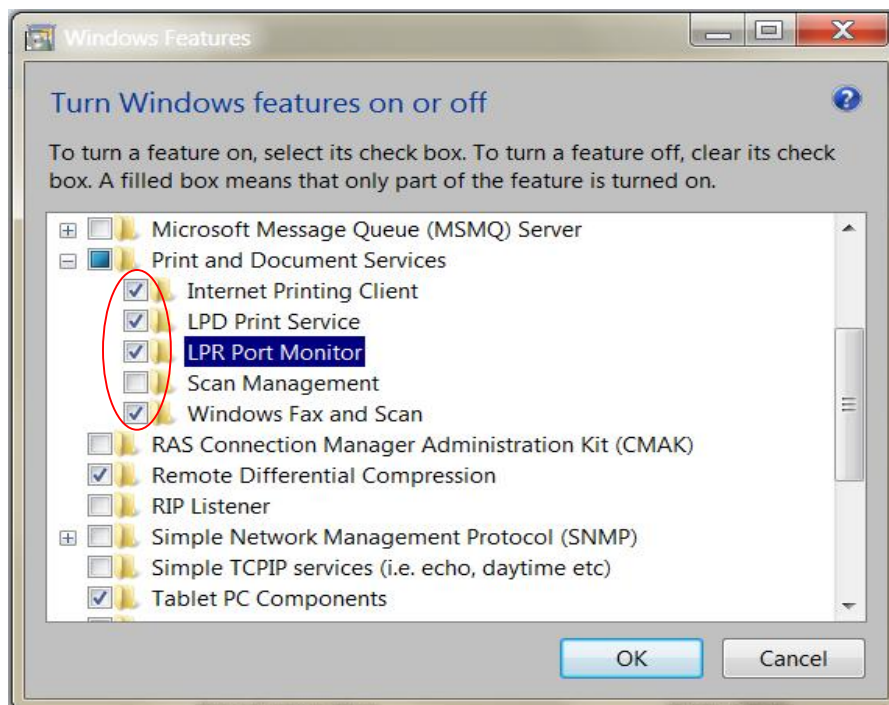 Windows Features
Turn Windows features on or off
To turn a feature on, select its check box. To turn a feature off, clear its check
box. A filled box means that only part of the feature is turned on.
Microsoft Message Queue (MSMQ) Server
Print and Document Services
Internet Printing Client
LPD Print Service
LPR Port Monitor
Scan Management
Windows Fax and Scan
RAS Connection Manager Administration Kit (CMAK)
Remote Differential Compression
RIP Listener
Simple Network Management Protocol (SNMP)
Simple TCPIP services (i.e. echo, daytime etc)
Tablet PC Components
OK Cancel